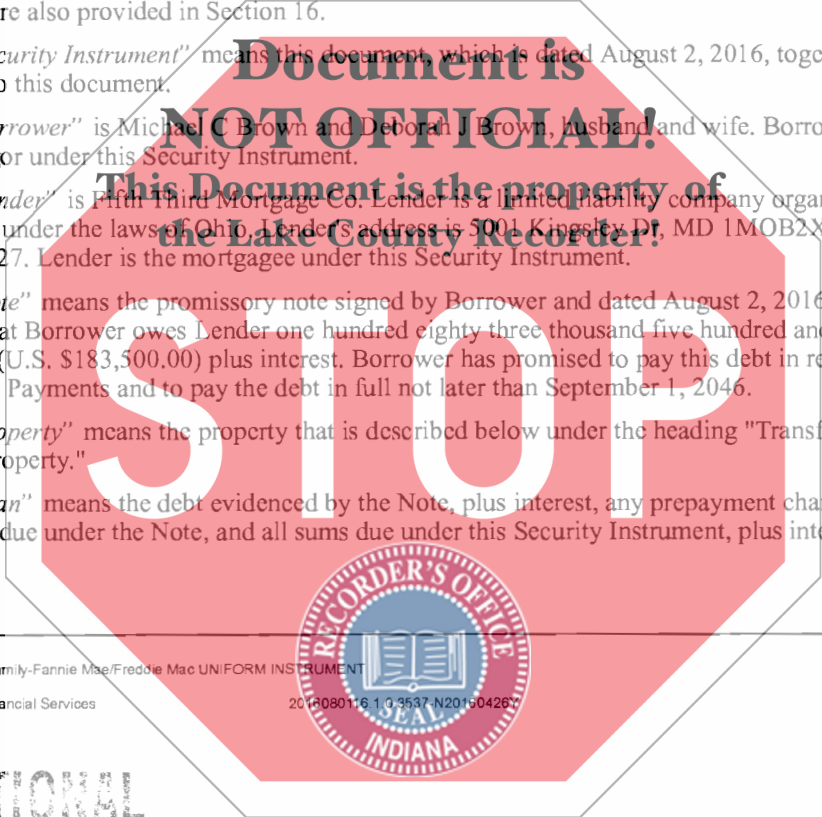 re also provided in Section 16.
curity Instrument" means this document, which is dated August 2, 2016, toge
Document is
this document.
NOT OFFICIAL!
rrower" is Michael C Brown and Deborah J Brown, husband and wife. Borro
or under this Security Instrument.
This Document is the property of
nder" is Fifth Third Mortgage Co. Lender is a limited liability company organ
the Lake County Recorder!
under the laws of Ohio. Lender's address is 5001 Kingsley Dr, MD 1MOB2X
27. Lender is the mortgagee under this Security Instrument.
te" means the promissory note signed by Borrower and dated August 2, 2016
at Borrower owes Lender one hundred eighty three thousand five hundred and
(U.S. $183,500.00) plus interest. Borrower has promised to pay this debt in re
Payments and to pay the debt in full not later than September 1, 2046.
STOP
operty" means the property that is described below under the heading "Transf
operty."
an" means the debt evidenced by the Note, plus interest, any prepayment cha
due under the Note, and all sums due under this Security Instrument, plus inte
RECORDER'S OFFICE
SEAL
INDIANA
mily-Fannie Mae/Freddie Mac UNIFORM INSTRUMENT
ancial Services 2016080116.1.0.3537-N20160426Y